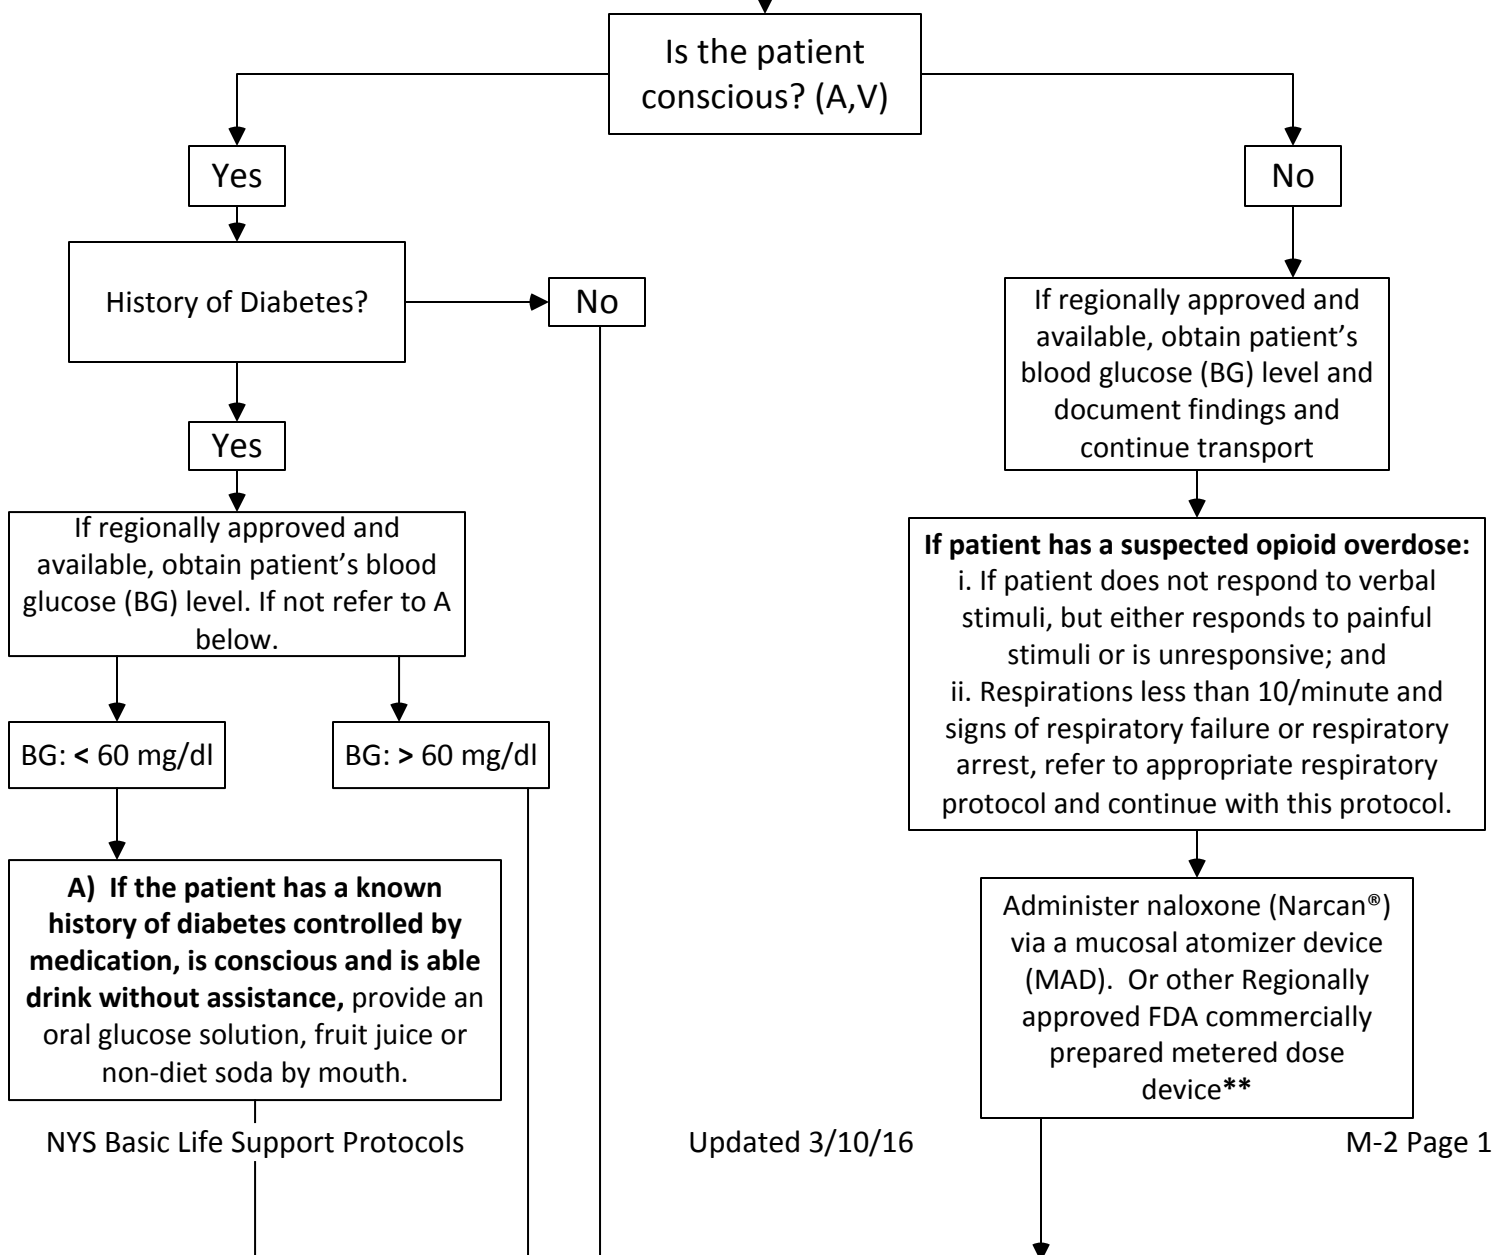 Is the patient
conscious? (A,V)
Yes
No
History of Diabetes?
No
If regionally approved and
available, obtain patient’s
blood glucose (BG) level and
document findings and
continue transport
Yes
If regionally approved and
available, obtain patient’s blood
glucose (BG) level. If not refer to A
below.
If patient has a suspected opioid overdose:
i. If patient does not respond to verbal
stimuli, but either responds to painful
stimuli or is unresponsive; and
ii. Respirations less than 10/minute and
signs of respiratory failure or respiratory
arrest, refer to appropriate respiratory
protocol and continue with this protocol.
BG: < 60 mg/dl
BG: > 60 mg/dl
A) If the patient has a known
history of diabetes controlled by
medication, is conscious and is able
drink without assistance, provide an
oral glucose solution, fruit juice or
non-diet soda by mouth.
Administer naloxone (Narcan®)
via a mucosal atomizer device
(MAD). Or other Regionally
approved FDA commercially
prepared metered dose
device**
NYS Basic Life Support Protocols
Updated 3/10/16
M-2 Page 1